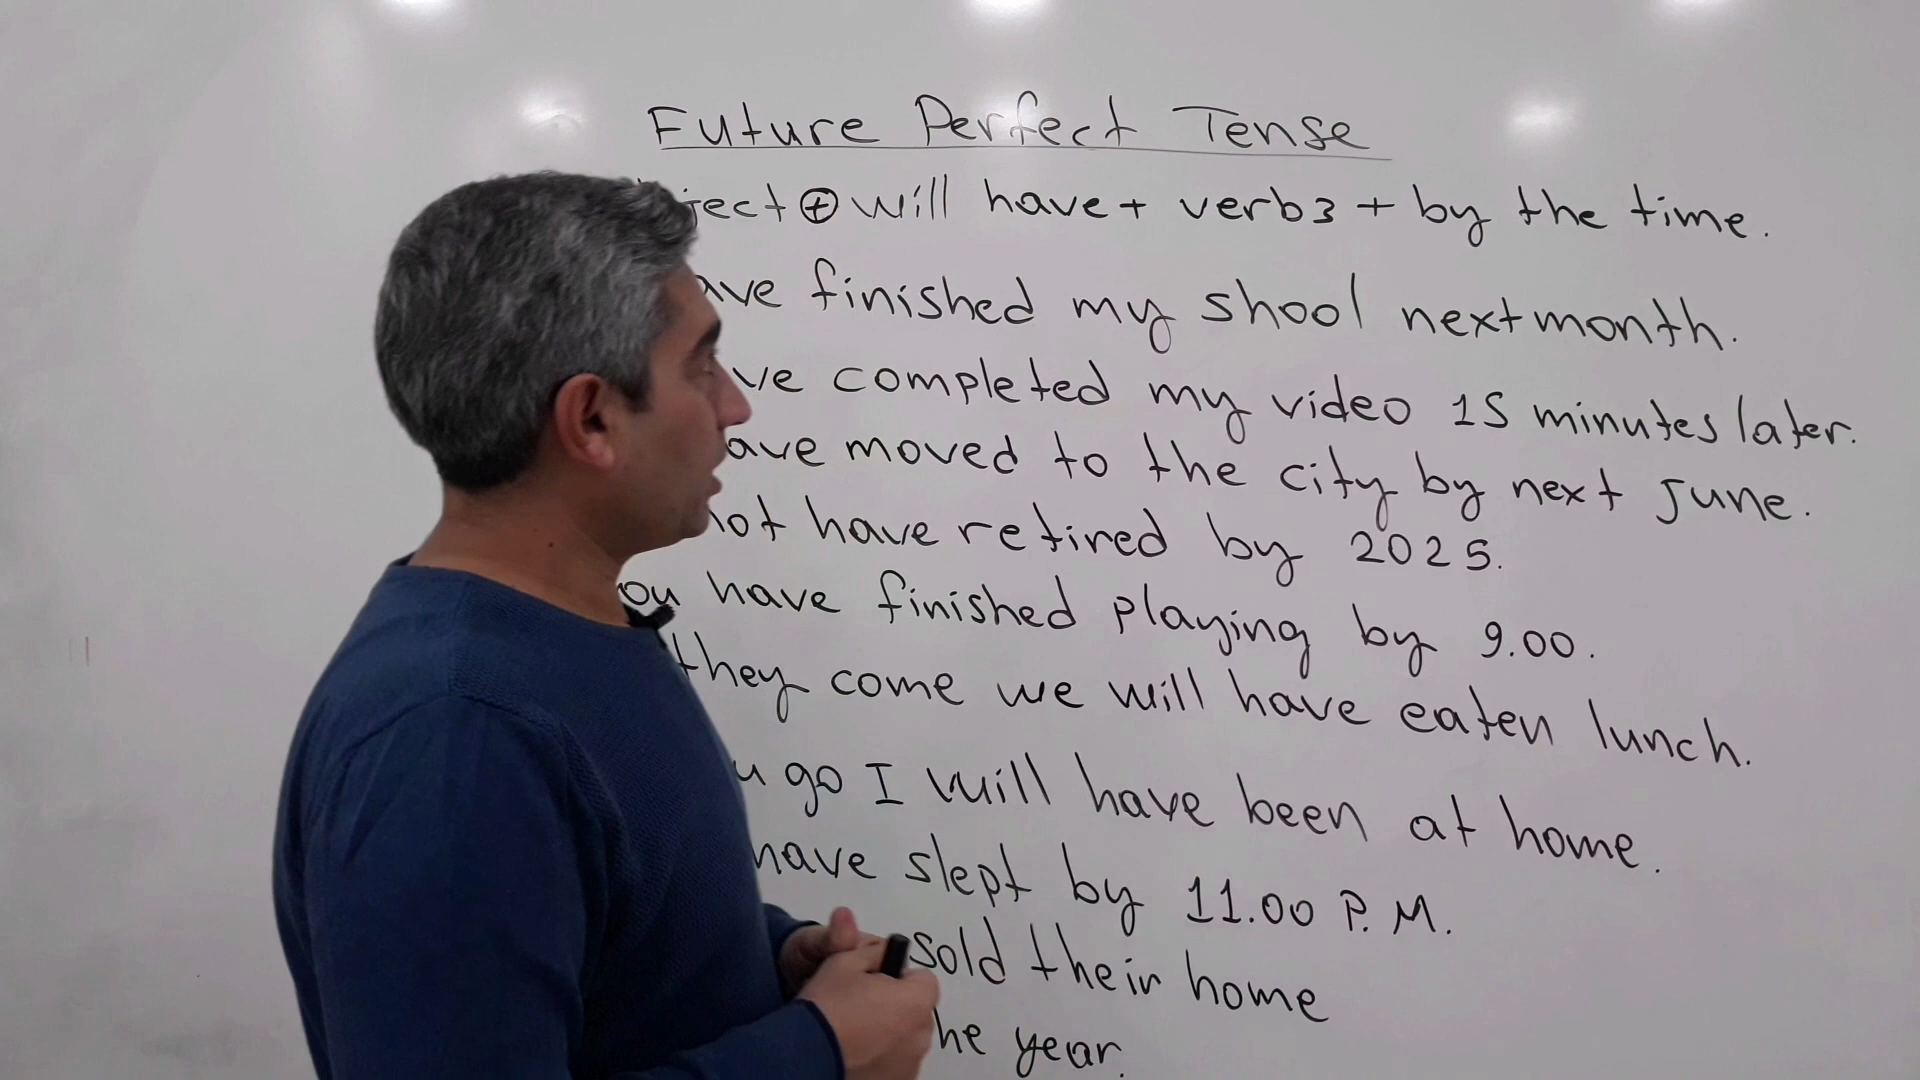 Future Perfect Tense
ject ⊕ will have + verb3 + by the time.
ave finished my shool next month.
ve completed my video 15 minutes later.
ave moved to the city by next June.
not have retired by 2025.
ou have finished playing by 9.00.
they come we will have eaten lunch.
u go I will have been at home.
have slept by 11.00 P.M.
sold their home
he year.